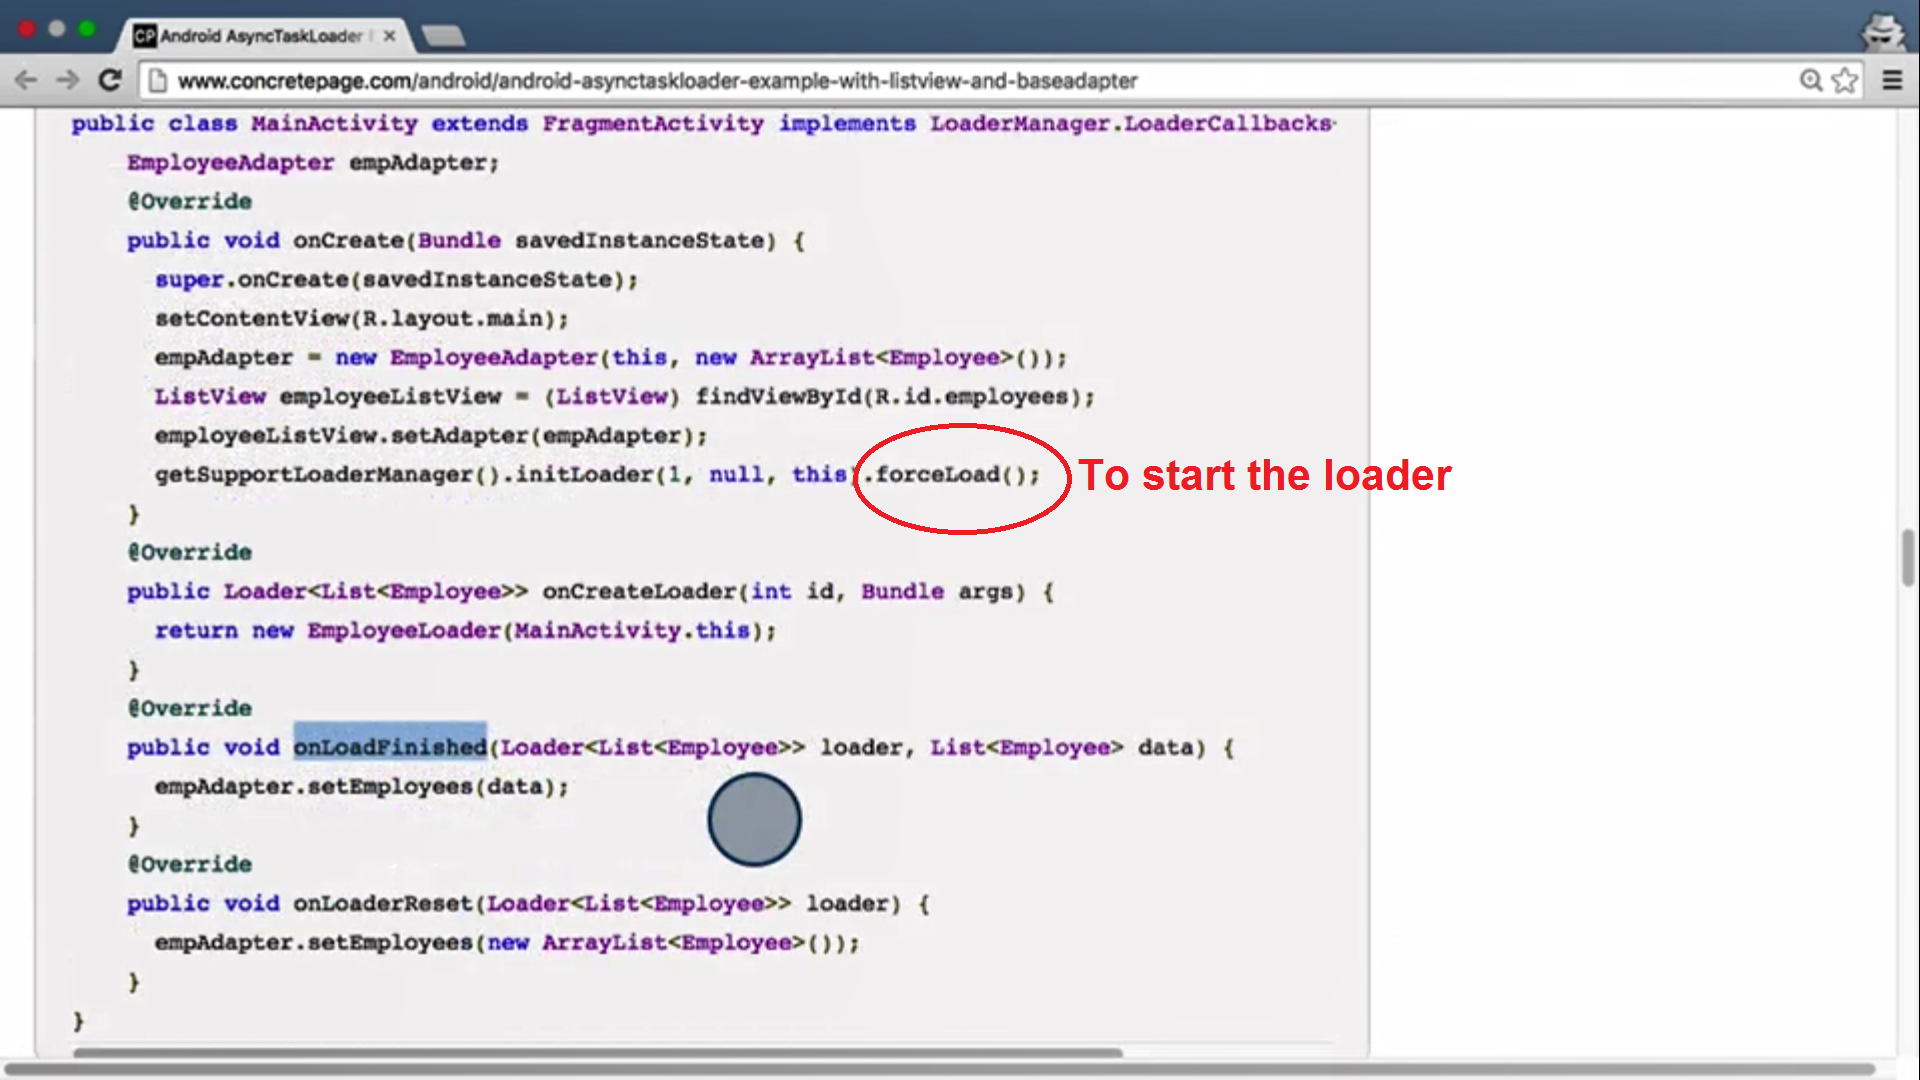 CP Android AsyncTaskLoader
www.concretepage.com/android/android-asynctaskloader-example-with-listview-and-baseadapter
public class MainActivity extends FragmentActivity implements LoaderManager.LoaderCallbacks
EmployeeAdapter empAdapter;
@Override
public void onCreate(Bundle savedInstanceState) {
super.onCreate(savedInstanceState);
setContentView(R.layout.main);
empAdapter = new EmployeeAdapter(this, new ArrayList<Employee>());
ListView employeeListView = (ListView) findViewById(R.id.employees);
employeeListView.setAdapter(empAdapter);
getSupportLoaderManager().initLoader(1, null, this).forceLoad(); To start the loader
}
@Override
public Loader<List<Employee>> onCreateLoader(int id, Bundle args) {
return new EmployeeLoader(MainActivity.this);
}
@Override
public void onLoadFinished(Loader<List<Employee>> loader, List<Employee> data) {
empAdapter.setEmployees(data);
}
@Override
public void onLoaderReset(Loader<List<Employee>> loader) {
empAdapter.setEmployees(new ArrayList<Employee>());
}
}